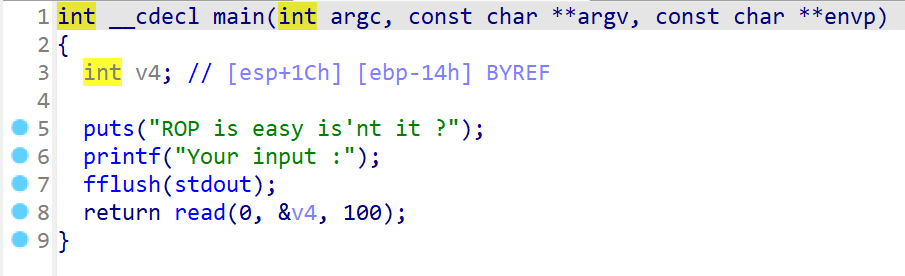 1 int __cdecl main(int argc, const char **argv, const char **envp)
2 {
3 int v4; // [esp+1Ch] [ebp-14h] BYREF
4
5 puts("ROP is easy is'nt it ?");
6 printf("Your input :");
7 fflush(stdout);
8 return read(0, &v4, 100);
9 }